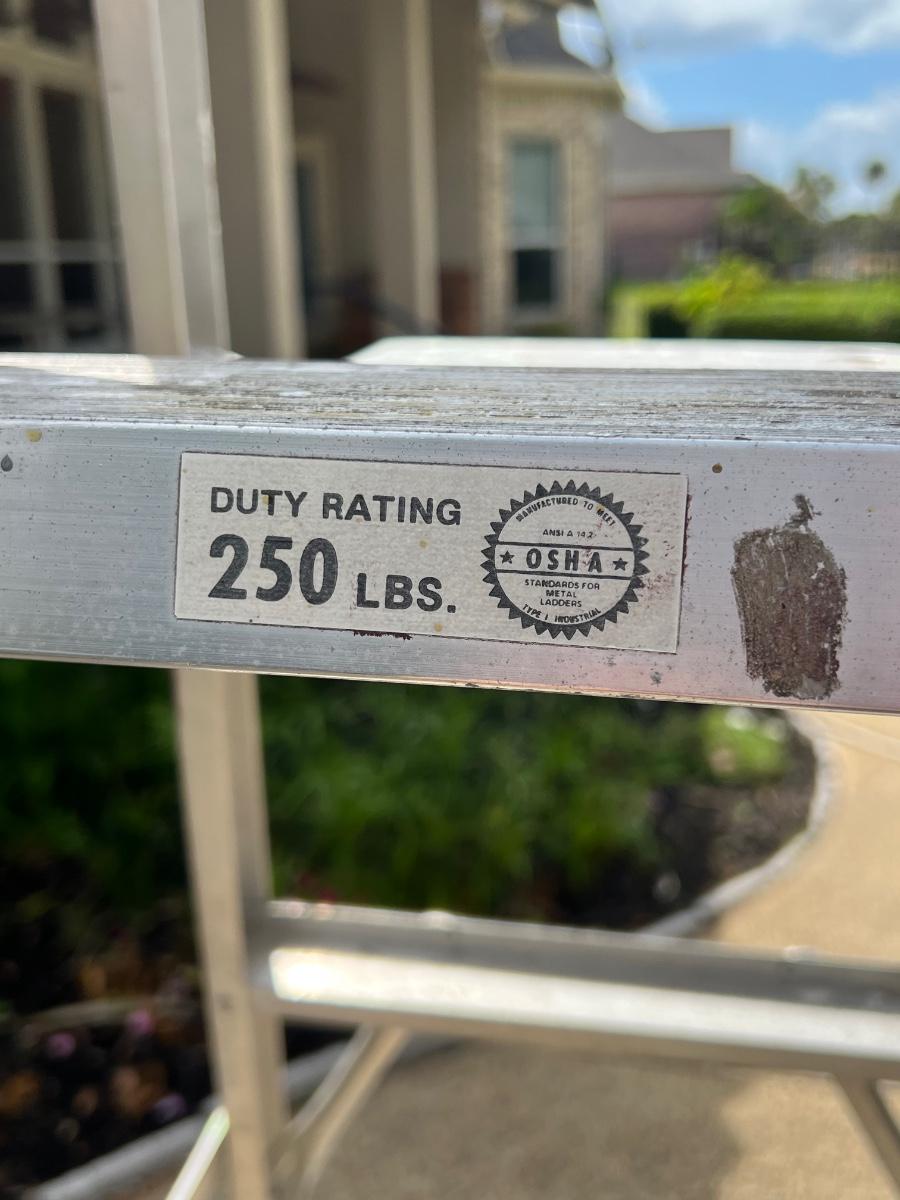 DUTY RATING
250 LBS.
MANUFACTURED TO MEET
ANSI A 14.2
★ OSHA ★
STANDARDS FOR
METAL
LADDERS
TYPE I INDUSTRIAL